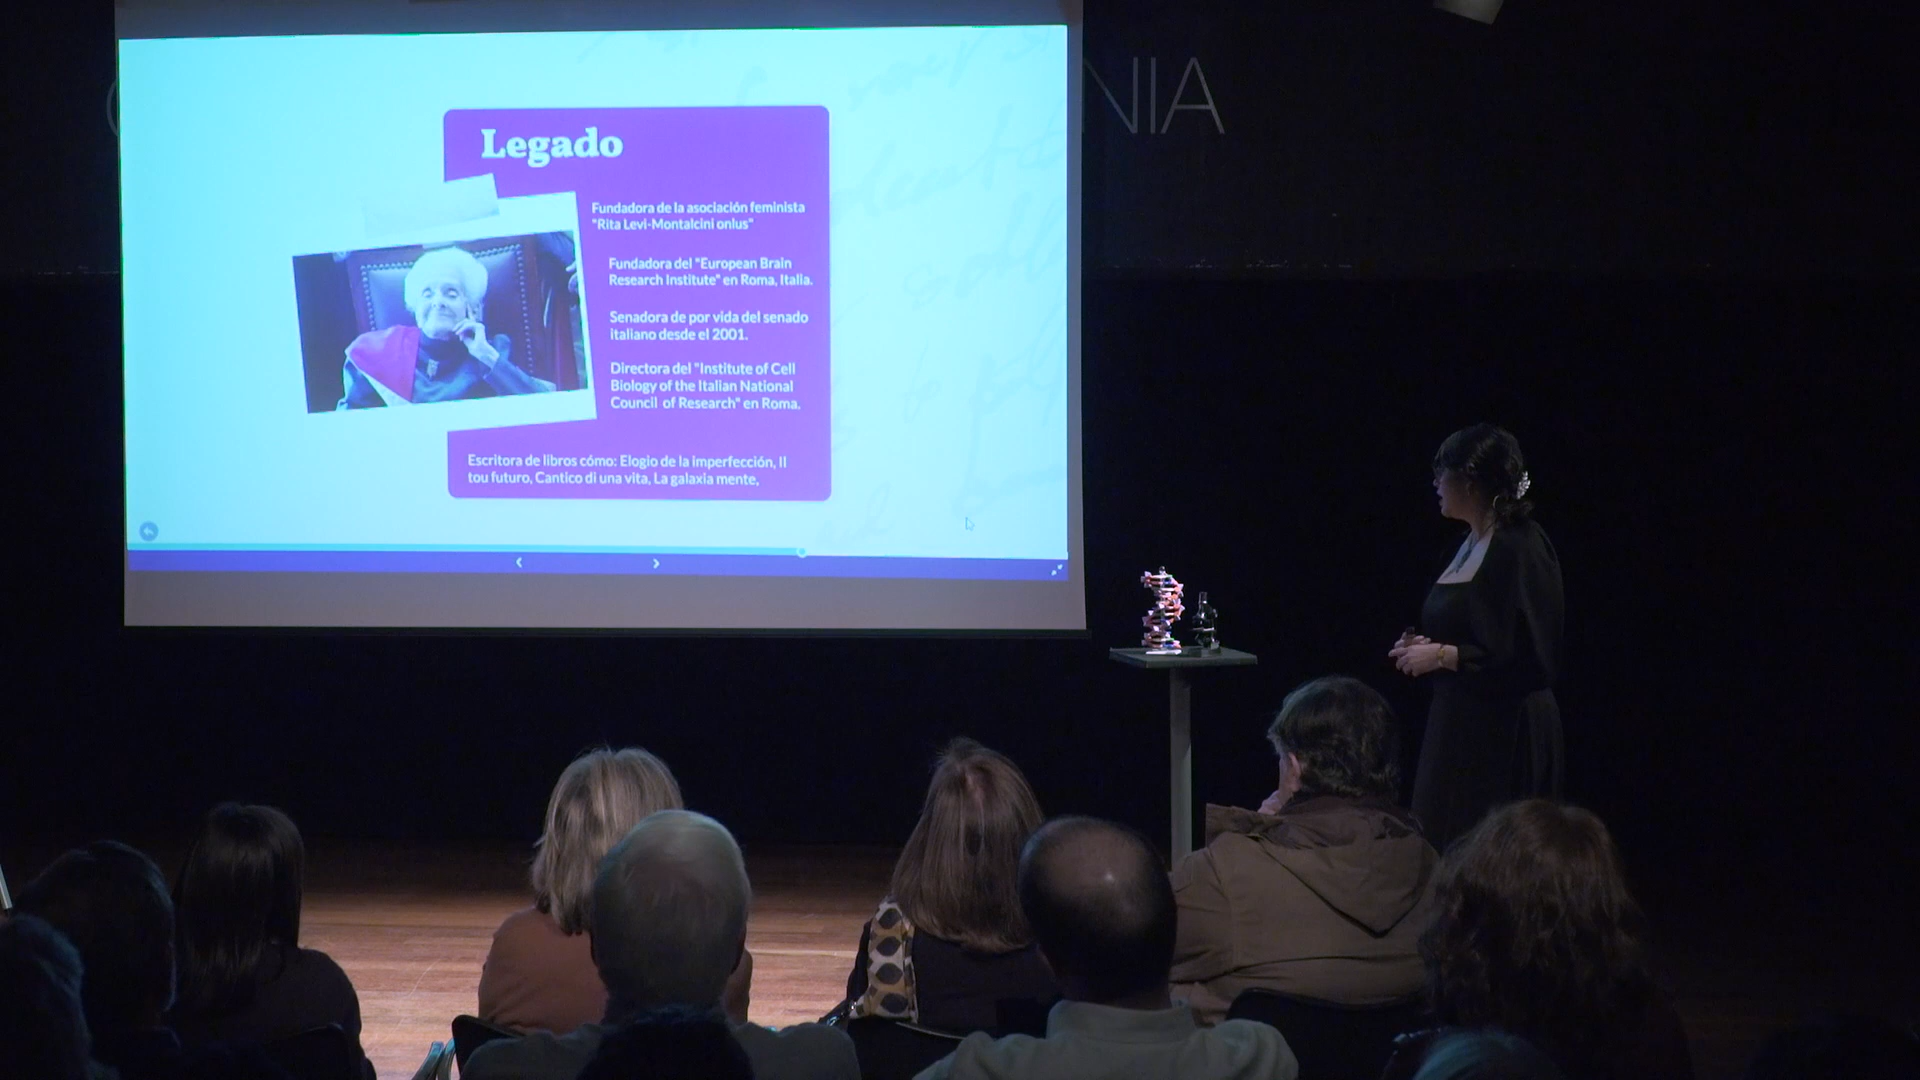 NIA
Legado
Fundadora de la asociación feminista
"Rita Levi-Montalcini onlus"
Fundadora del "European Brain
Research Institute" en Roma, Italia.
Senadora de por vida del senado
italiano desde el 2001.
Directora del "Institute of Cell
Biology of the Italian National
Council of Research" en Roma.
Escritora de libros cómo: Elogio de la imperfección, Il
tou futuro, Cantico di una vita, La galaxia mente,